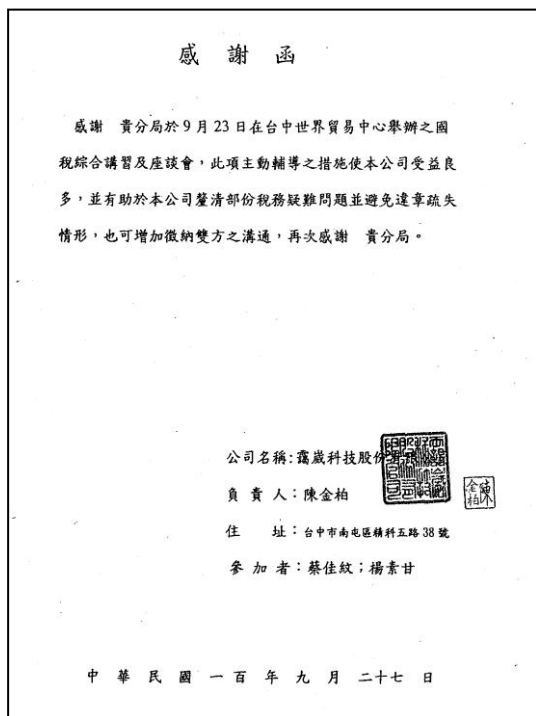 感謝函
感謝　貴分局於9月23日在台中世界貿易中心舉辦之國
稅綜合講習及座談會，此項主動輔導之措施使本公司受益良
多，並有助於本公司釐清部份稅務疑難問題並避免違章疏失
情形，也可增加徵納雙方之溝通，再次感謝　貴分局。
公司名稱:靄崴科技股份
負責人：陳金柏
住　址：台中市南屯區精科五路38號
參加者：蔡佳紋；楊素甘
陳金柏
中華民國一百年九月二十七日